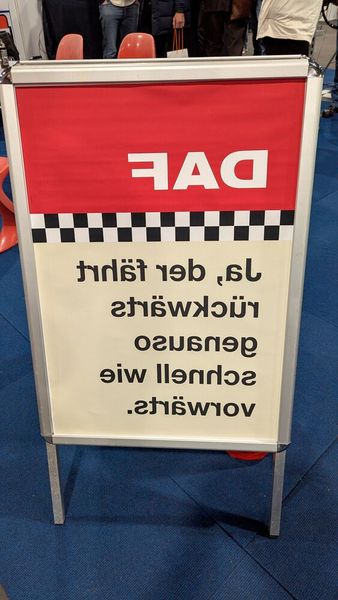 DAF
Ja, der fährt
rückwärts
genauso
schnell wie
vorwärts.